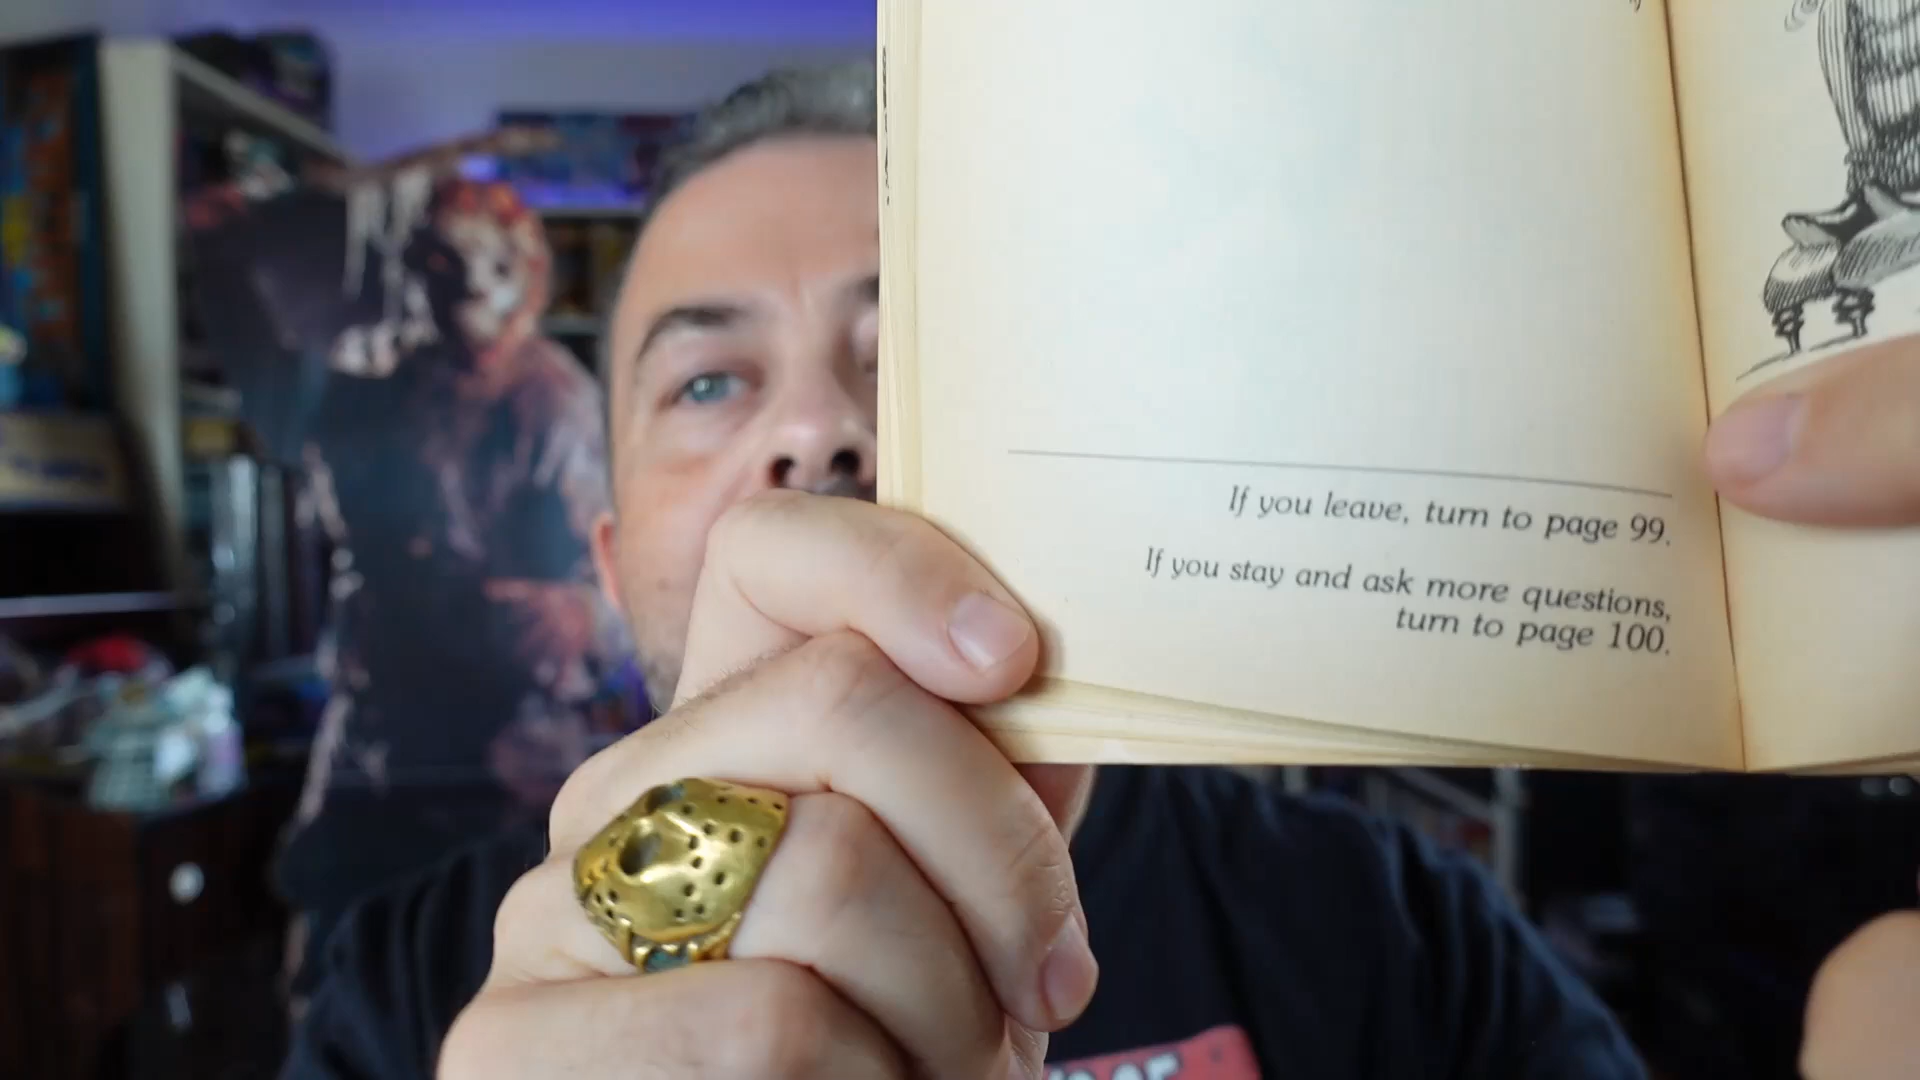 If you leave, turn to page 99.
If you stay and ask more questions,
turn to page 100.